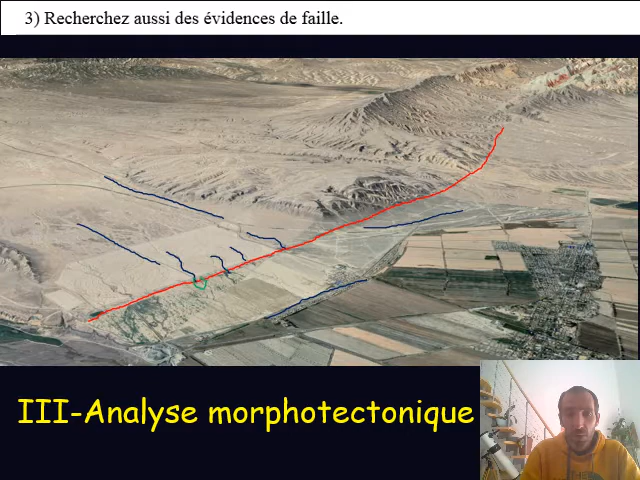 3) Recherchez aussi des évidences de faille.
III-Analyse morphotectonique